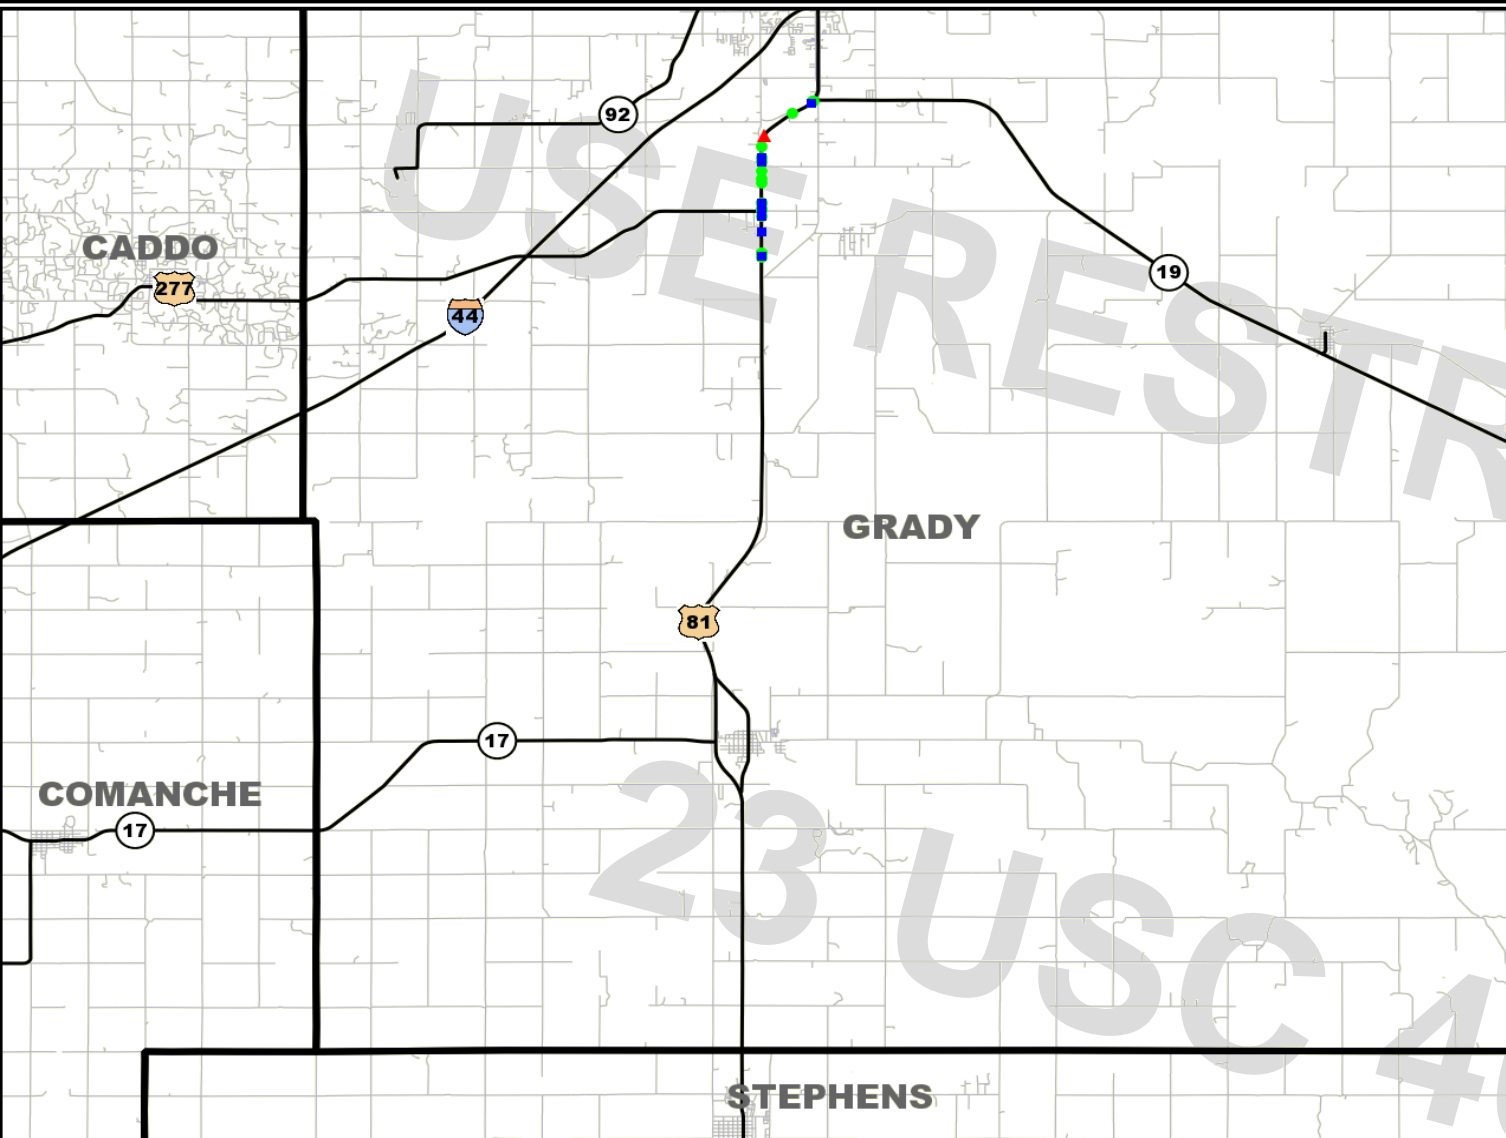 92
USE RESTR
CADDO
277
19
44
GRADY
81
17
COMANCHE
17
23 USC 4
STEPHENS